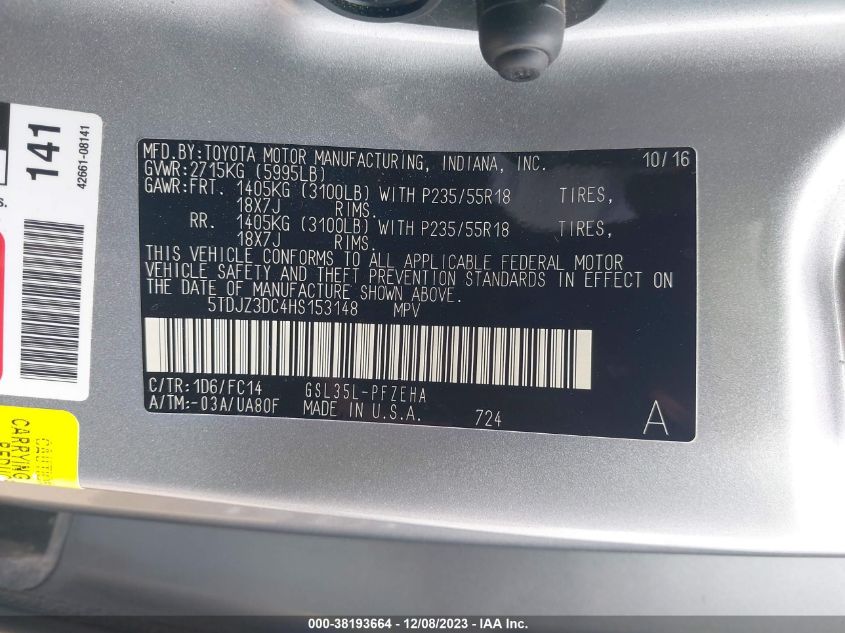 141
42661-08141
s.
MFD.BY:TOYOTA MOTOR MANUFACTURING, INDIANA, INC. 10/16
GVWR:2715KG (5995LB)
GAWR:FRT. 1405KG (3100LB) WITH P235/55R18 TIRES,
18X7J RIMS.
RR. 1405KG (3100LB) WITH P235/55R18 TIRES,
18X7J RIMS.
THIS VEHICLE CONFORMS TO ALL APPLICABLE FEDERAL MOTOR
VEHICLE SAFETY AND THEFT PREVENTION STANDARDS IN EFFECT ON
THE DATE OF MANUFACTURE SHOWN ABOVE.
5TDJZ3DC4HS153148 MPV
C/TR:1D6/FC14 GSL35L-PFZEHA
A/TM:-03A/UA80F MADE IN U.S.A. 724 A
CARRYING
000-38193664 - 12/08/2023 - IAA Inc.